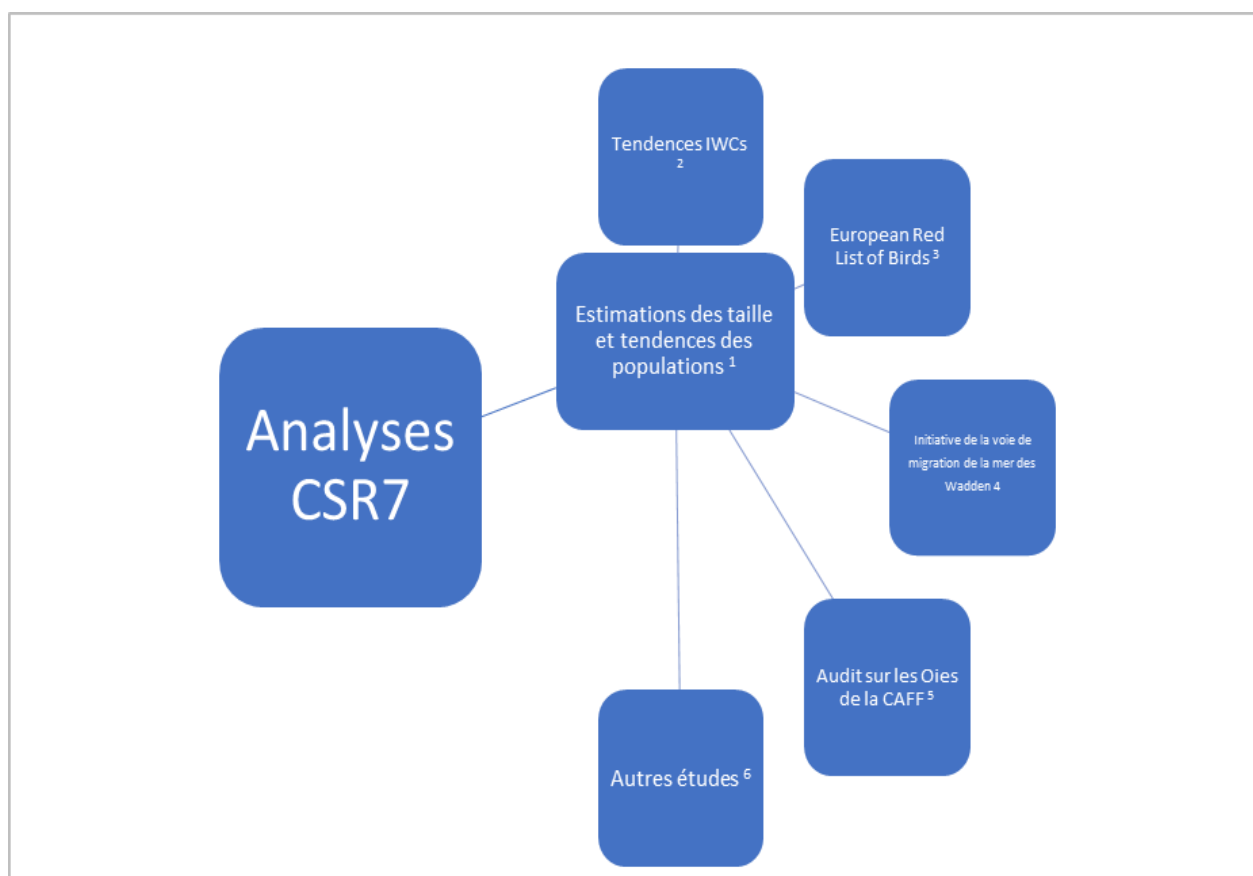 Tendences IWCs
2
European Red
List of Birds 3
Estimations des taille
et tendences des
populations 1
Analyses
CSR7
Initiative de la voie de
migration de la mer des
Wadden 4
Audit sur les Oies
de la CAFF 5
Autres études 6